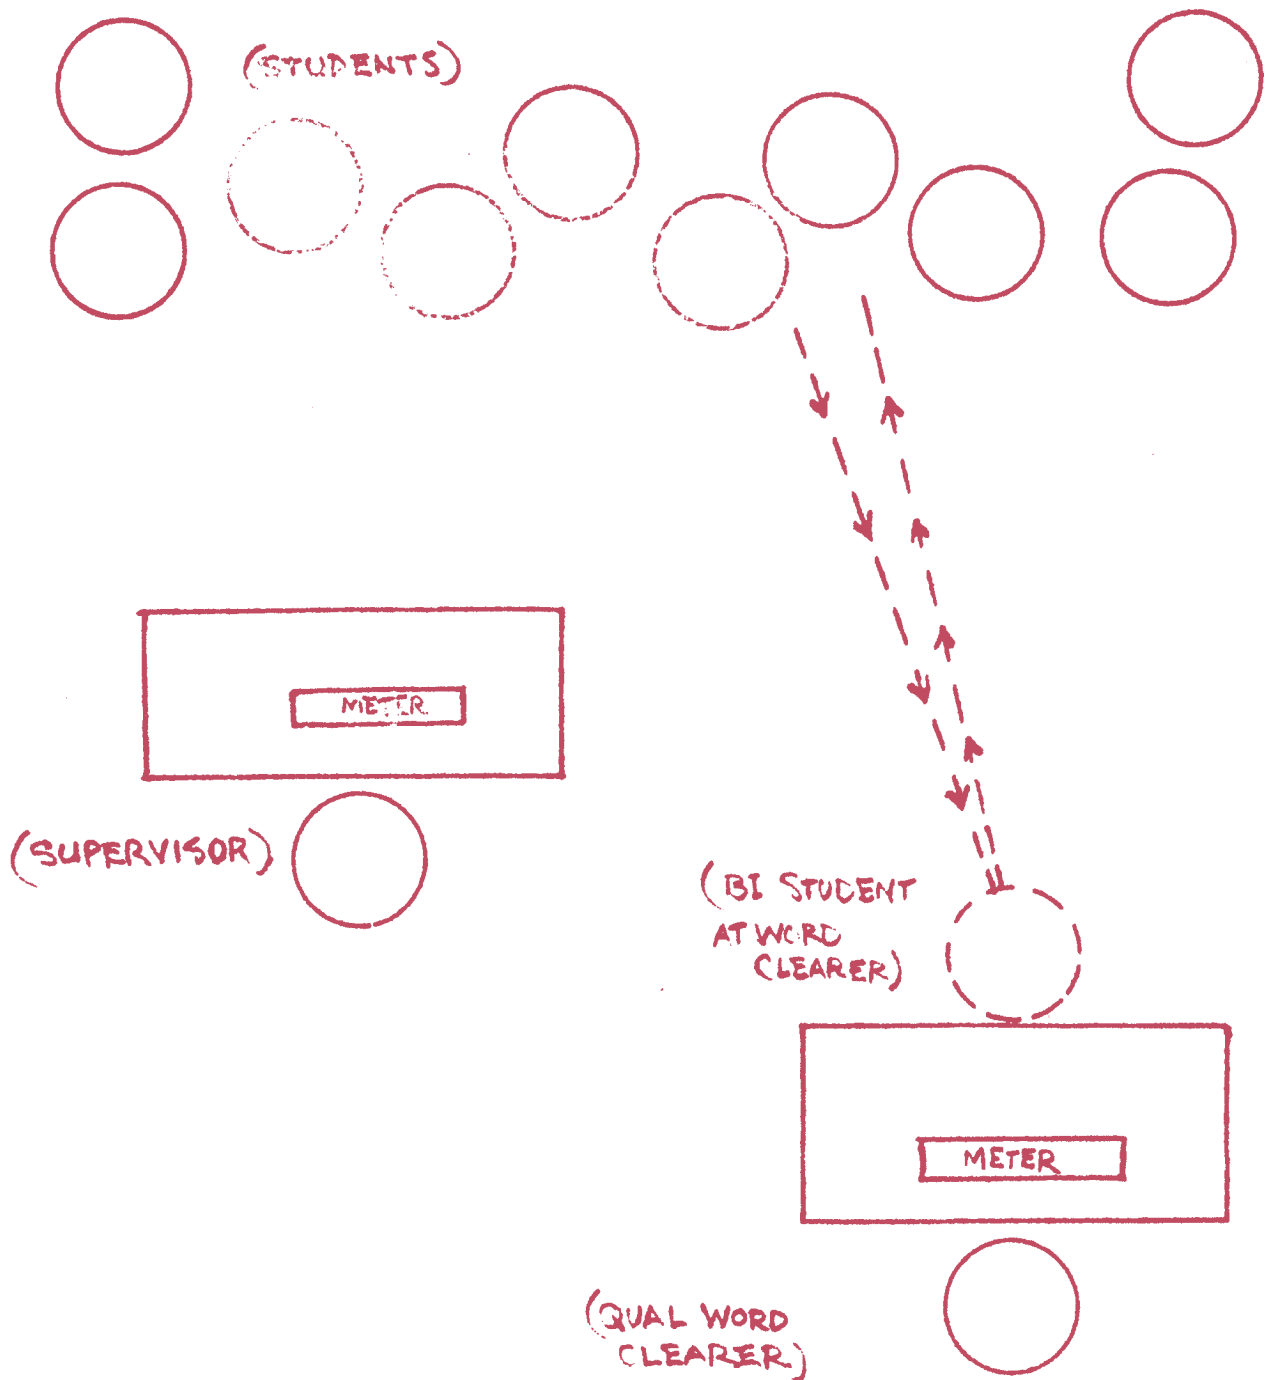 (STUDENTS)
METER
(SUPERVISOR)
(BI STUDENT
AT WORD
CLEARER)
METER
(QUAL WORD
CLEARER)